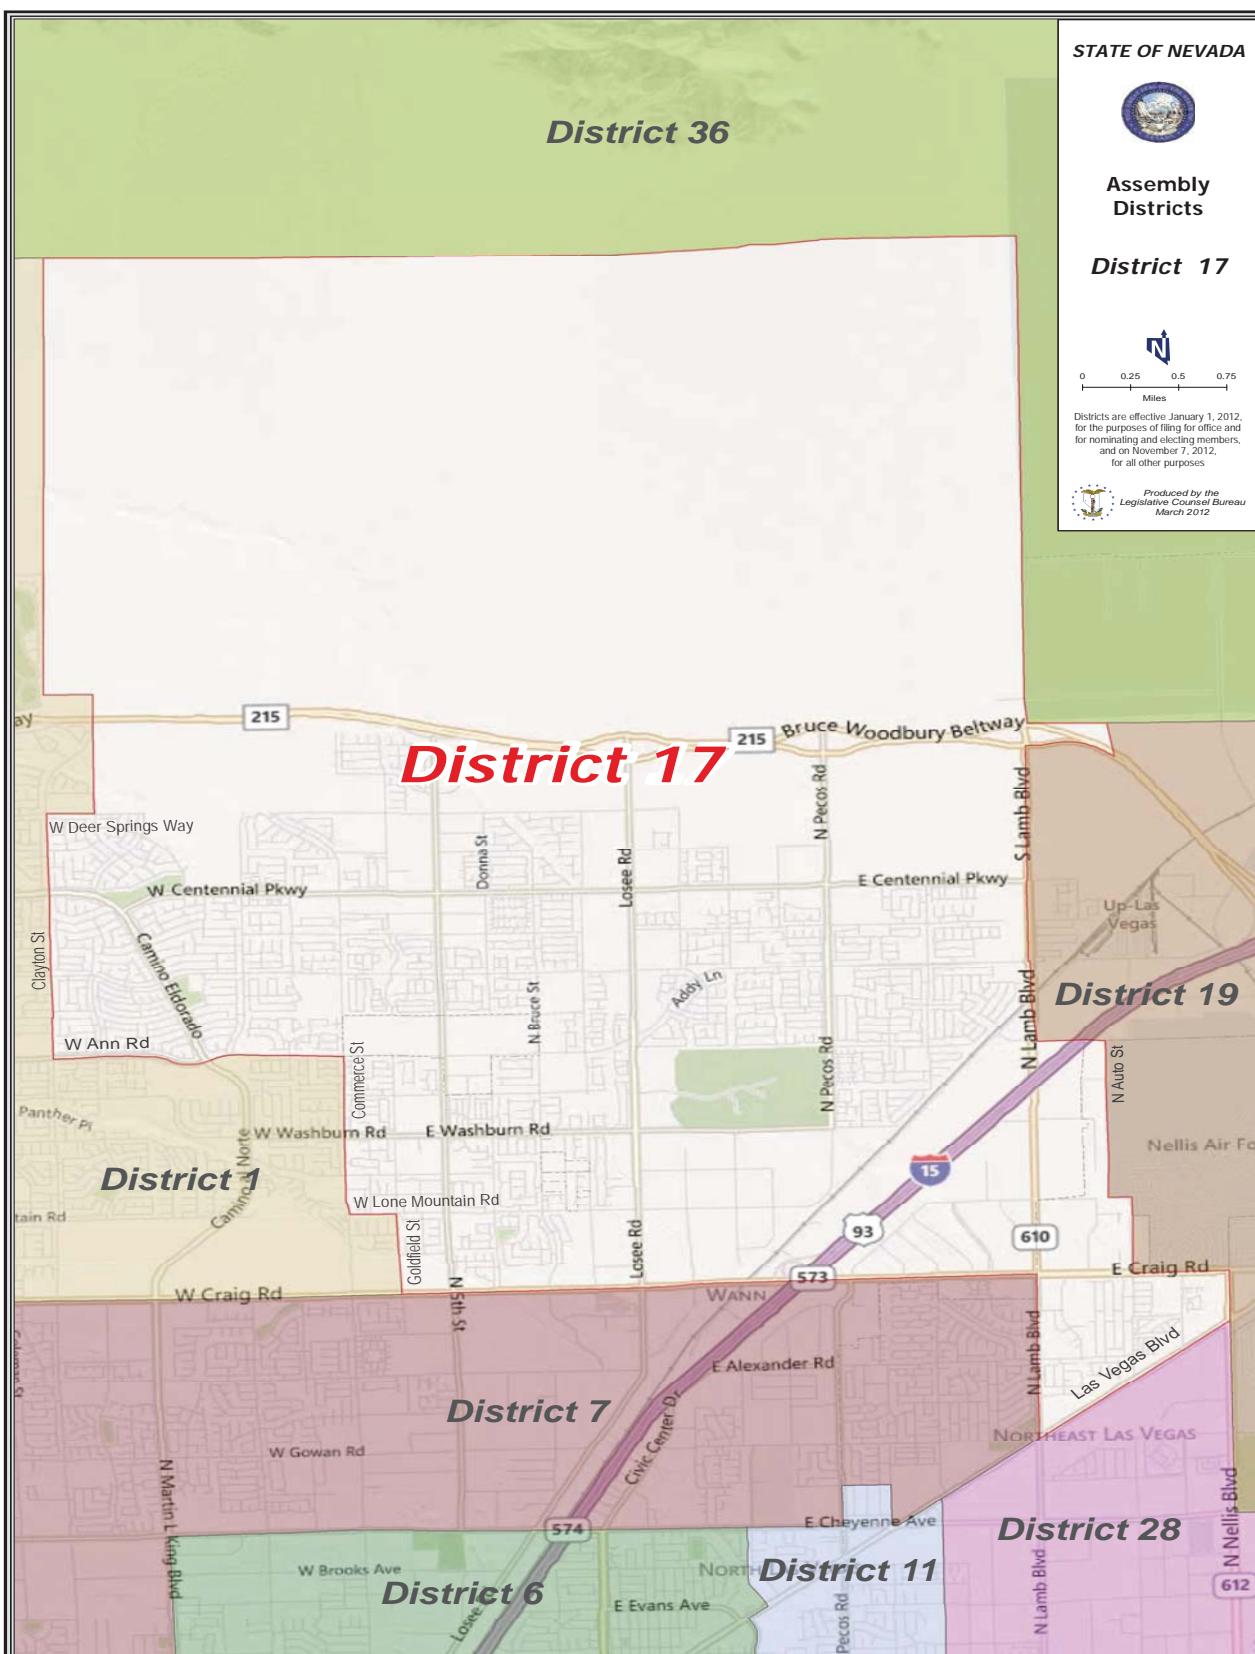 STATE OF NEVADA
Assembly
Districts
District 17
N
0 0.25 0.5 0.75
Miles
Districts are effective January 1, 2012,
for the purposes of filing for office and
for nominating and electing members,
and on November 7, 2012,
for all other purposes
Produced by the
Legislative Counsel Bureau
March 2012
District 36
ay
215
215
Bruce Woodbury Beltway
District 17
W Deer Springs Way
N Pecos Rd
S Lamb Blvd
Donna St
Losee Rd
W Centennial Pkwy
E Centennial Pkwy
Up-Las
Vegas
Clayton St
Camino Eldorado
Addy Ln
N Bruce St
N Lamb Blvd
District 19
W Ann Rd
Commerce St
N Pecos Rd
N Auto St
Panther Pl
W Washburn Rd
E Washburn Rd
Nellis Air Fo
15
District 1
Camino Al Norte
W Lone Mountain Rd
tain Rd
Goldfield St
Losee Rd
93
610
573
E Craig Rd
W Craig Rd
WANN
N 5th St
N Lamb Blvd
Las Vegas Blvd
E Alexander Rd
District 7
Civic Center Dr
W Gowan Rd
NORTHEAST LAS VEGAS
N Martin L King Blvd
574
E Cheyenne Ave
District 28
N Nellis Blvd
W Brooks Ave
NORTH
District 11
District 6
E Evans Ave
Losee
Pecos Rd
N Lamb Blvd
612